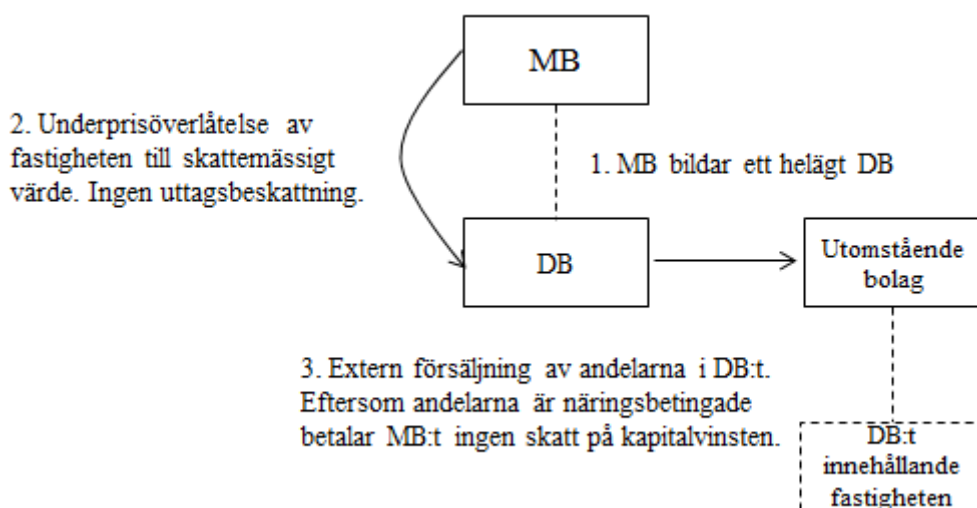 MB
2. Underprisöverlåtelse av
fastigheten till skattemässigt
värde. Ingen uttagsbeskattning.
1. MB bildar ett helägt DB
DB
Utomstående
bolag
3. Extern försäljning av andelarna i DB:t.
Eftersom andelarna är näringsbetingade
betalar MB:t ingen skatt på kapitalvinsten.
DB:t
innehållande
fastigheten